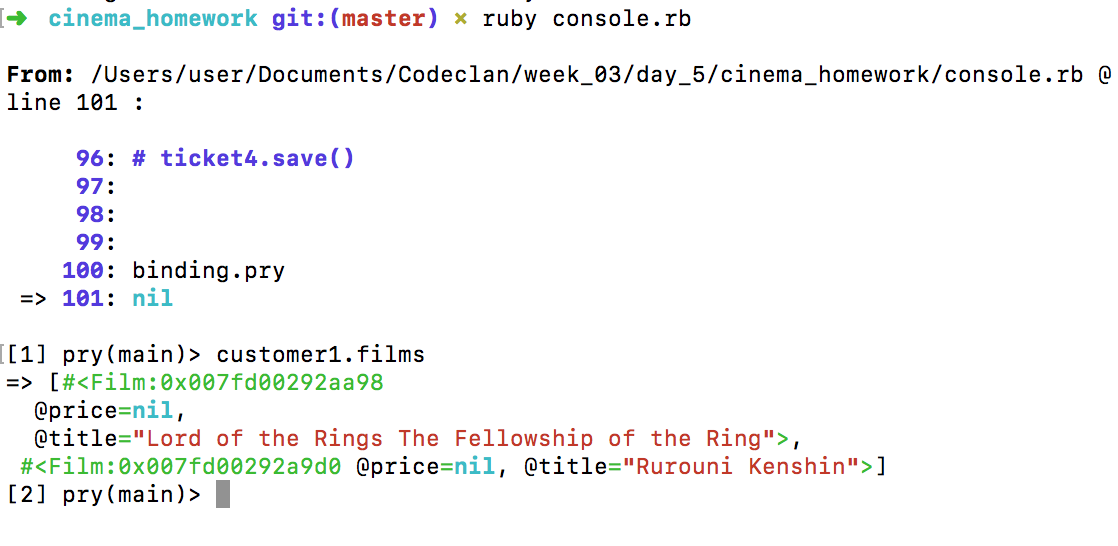 [➜ cinema_homework git:(master) × ruby console.rb
From: /Users/user/Documents/Codeclan/week_03/day_5/cinema_homework/console.rb @
line 101 :
96: # ticket4.save()
97:
98:
99:
100: binding.pry
=> 101: nil
[[1] pry(main)> customer1.films
=> [#<Film:0x007fd00292aa98
@price=nil,
@title="Lord of the Rings The Fellowship of the Ring">,
#<Film:0x007fd00292a9d0 @price=nil, @title="Rurouni Kenshin">]
[2] pry(main)>